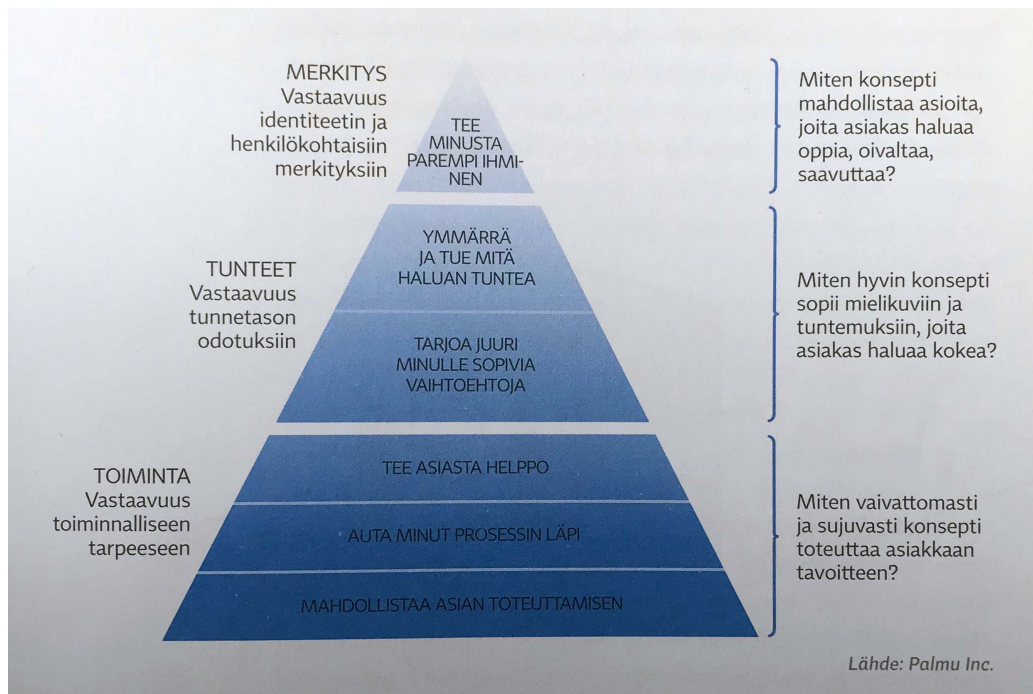 MERKITYS
Vastaavuus
identiteetin ja
henkilökohtaisiin
merkityksiin
TEE
MINUSTA
PAREMPI IHMI-
NEN
Miten konsepti
mahdollistaa asioita,
joita asiakas haluaa
oppia, oivaltaa,
saavuttaa?
TUNTEET
Vastaavuus
tunnetason
odotuksiin
YMMÄRRÄ
JA TUE MITÄ
HALUAN TUNTEA
TARJOA JUURI
MINULLE SOPIVIA
VAIHTOEHTOJA
Miten hyvin konsepti
sopii mielikuviin ja
tuntemuksiin, joita
asiakas haluaa kokea?
TOIMINTA
Vastaavuus
toiminnalliseen
tarpeeseen
TEE ASIASTA HELPPO
AUTA MINUT PROSESSIN LÄPI
MAHDOLLISTAA ASIAN TOTEUTTAMISEN
Miten vaivattomasti
ja sujuvasti konsepti
toteuttaa asiakkaan
tavoitteen?
Lähde: Palmu Inc.